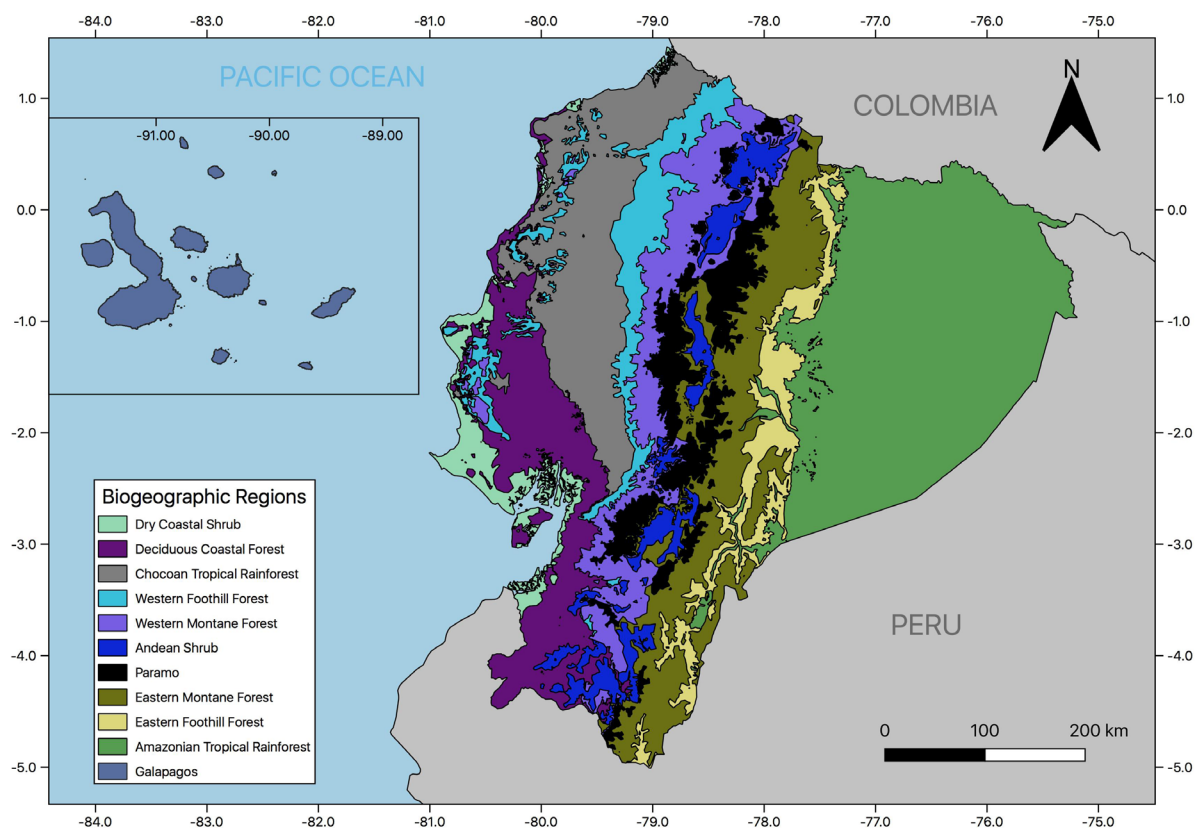 -84.0 -83.0 -82.0 -81.0 -80.0 -79.0 -78.0 -77.0 -76.0 -75.0
PACIFIC OCEAN
N
1.0
COLOMBIA
1.0
-91.00 -90.00 -89.00
0.0
0.0
-1.0
-1.0
-2.0
-2.0
Biogeographic Regions
Dry Coastal Shrub
Deciduous Coastal Forest
Chocoan Tropical Rainforest
Western Foothill Forest
Western Montane Forest
Andean Shrub
Paramo
Eastern Montane Forest
Eastern Foothill Forest
Amazonian Tropical Rainforest
Galapagos
-3.0
-3.0
PERU
-4.0
-4.0
0 100 200 km
-5.0
-5.0
-84.0 -83.0 -82.0 -81.0 -80.0 -79.0 -78.0 -77.0 -76.0 -75.0